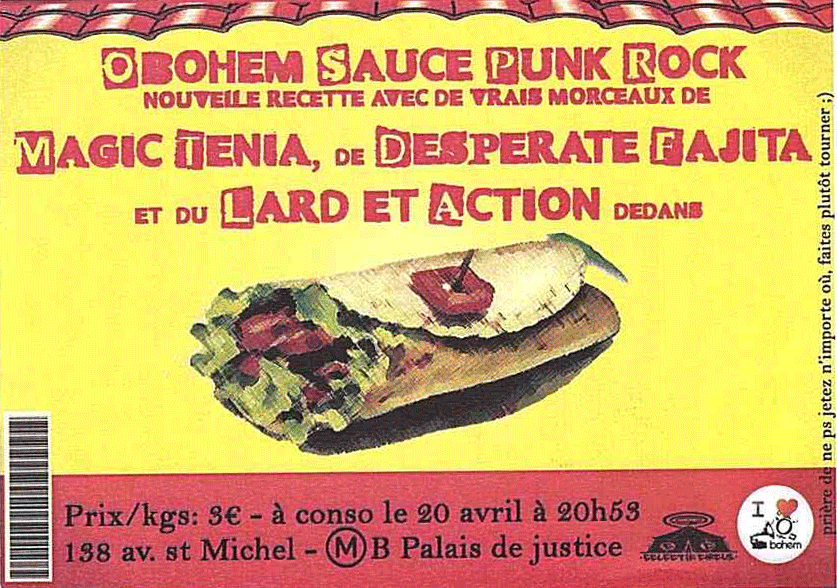 OBOHEM SAUCE PUNK ROCK
NOUVELLE RECETTE AVEC DE VRAIS MORCEAUX DE
MAGIC TENIA, DE DESPERATE FAJITA
ET DU LARD ET ACTION DEDANS
prière de ne ps jetez n'importe où, faites plutôt tourner ;)
Prix/kgs: 3€ - à conso le 20 avril à 20h53
138 av. st Michel - M B Palais de justice
ECLECTIK CIRCUS
I
bohem